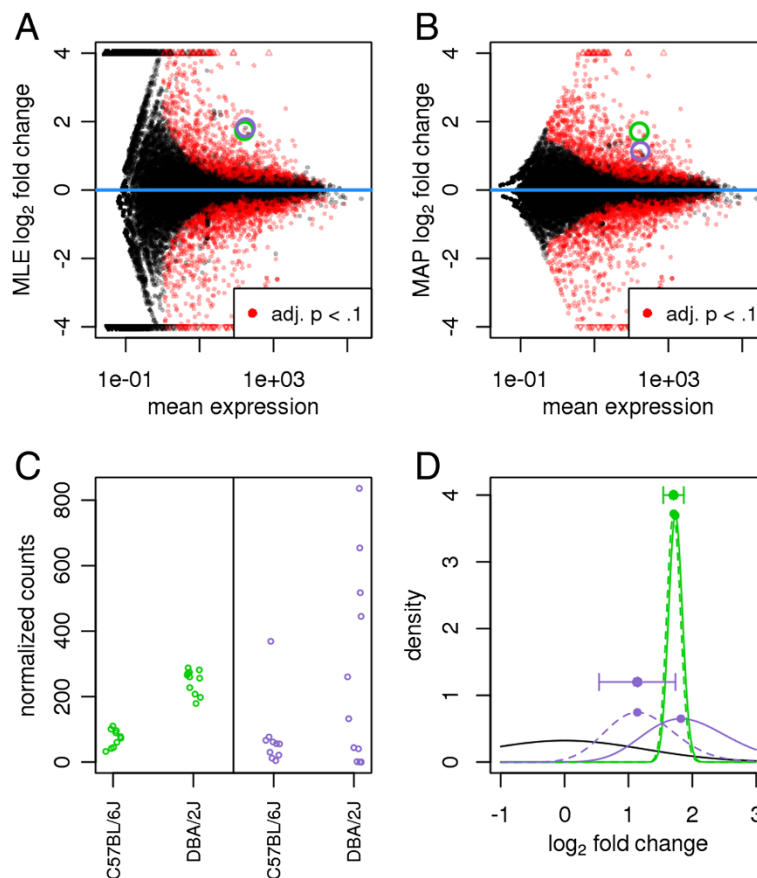 A
B
MLE log2 fold change
4
2
0
-2
-4
adj. p < .1
1e-01
1e+03
mean expression
MAP log2 fold change
4
2
0
-2
-4
adj. p < .1
1e-01
1e+03
mean expression
C
D
normalized counts
800
600
400
200
0
C57BL/6J
DBA/2J
C57BL/6J
DBA/2J
density
4
3
2
1
0
-1
0
1
2
3
log2 fold change